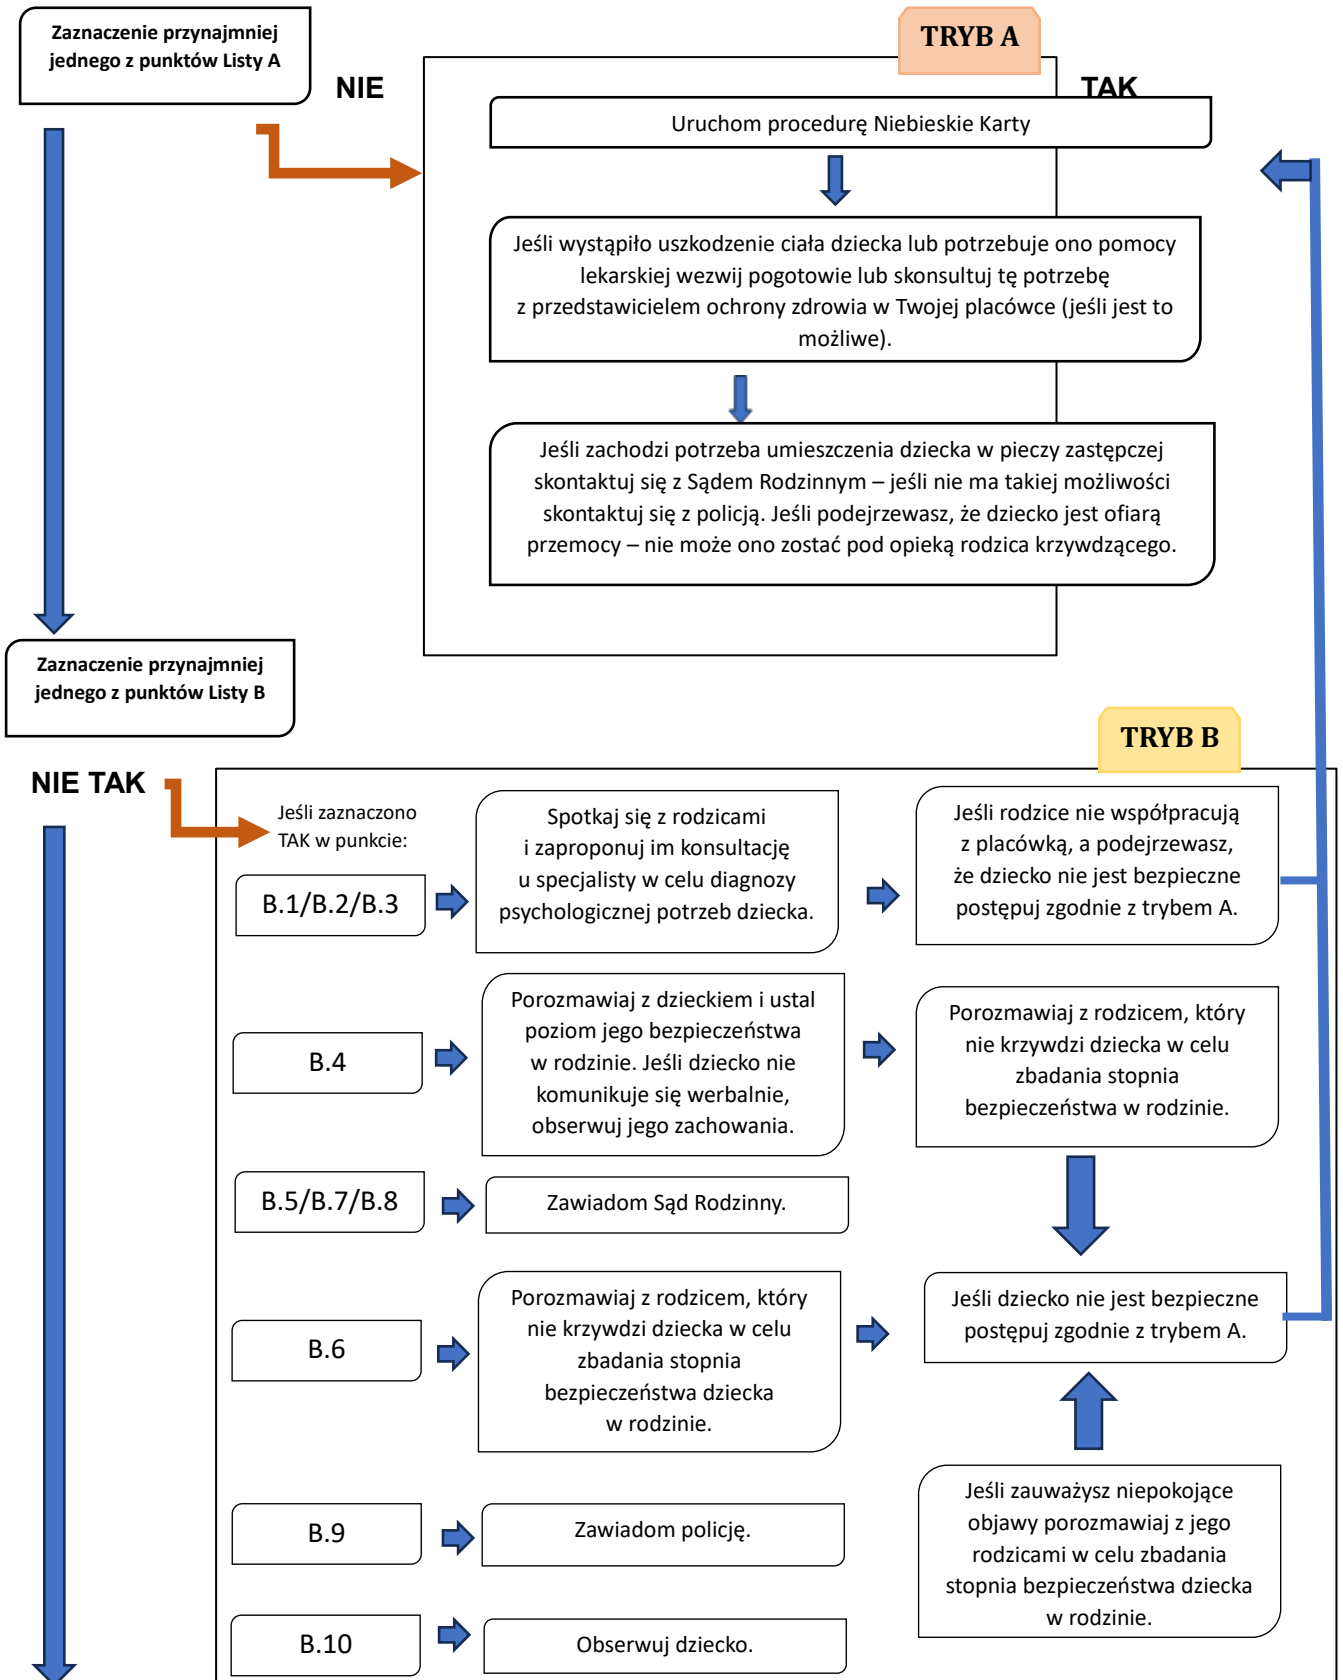 Zaznaczenie przynajmniej
jednego z punktów Listy A
NIE
TRYB A
TAK
Uruchom procedurę Niebieskie Karty
Jeśli wystąpiło uszkodzenie ciała dziecka lub potrzebuje ono pomocy
lekarskiej wezwij pogotowie lub skonsultuj tę potrzebę
z przedstawicielem ochrony zdrowia w Twojej placówce (jeśli jest to
możliwe).
Jeśli zachodzi potrzeba umieszczenia dziecka w pieczy zastępczej
skontaktuj się z Sądem Rodzinnym – jeśli nie ma takiej możliwości
skontaktuj się z policją. Jeśli podejrzewasz, że dziecko jest ofiarą
przemocy – nie może ono zostać pod opieką rodzica krzywdzącego.
Zaznaczenie przynajmniej
jednego z punktów Listy B
TRYB B
NIE TAK
Jeśli zaznaczono
TAK w punkcie:
B.1/B.2/B.3
Spotkaj się z rodzicami
i zaproponuj im konsultację
u specjalisty w celu diagnozy
psychologicznej potrzeb dziecka.
Jeśli rodzice nie współpracują
z placówką, a podejrzewasz,
że dziecko nie jest bezpieczne
postępuj zgodnie z trybem A.
B.4
Porozmawiaj z dzieckiem i ustal
poziom jego bezpieczeństwa
w rodzinie. Jeśli dziecko nie
komunikuje się werbalnie,
obserwuj jego zachowania.
Porozmawiaj z rodzicem, który
nie krzywdzi dziecka w celu
zbadania stopnia
bezpieczeństwa w rodzinie.
B.5/B.7/B.8
Zawiadom Sąd Rodzinny.
B.6
Porozmawiaj z rodzicem, który
nie krzywdzi dziecka w celu
zbadania stopnia
bezpieczeństwa dziecka
w rodzinie.
Jeśli dziecko nie jest bezpieczne
postępuj zgodnie z trybem A.
B.9
Zawiadom policję.
Jeśli zauważysz niepokojące
objawy porozmawiaj z jego
rodzicami w celu zbadania
stopnia bezpieczeństwa dziecka
w rodzinie.
B.10
Obserwuj dziecko.